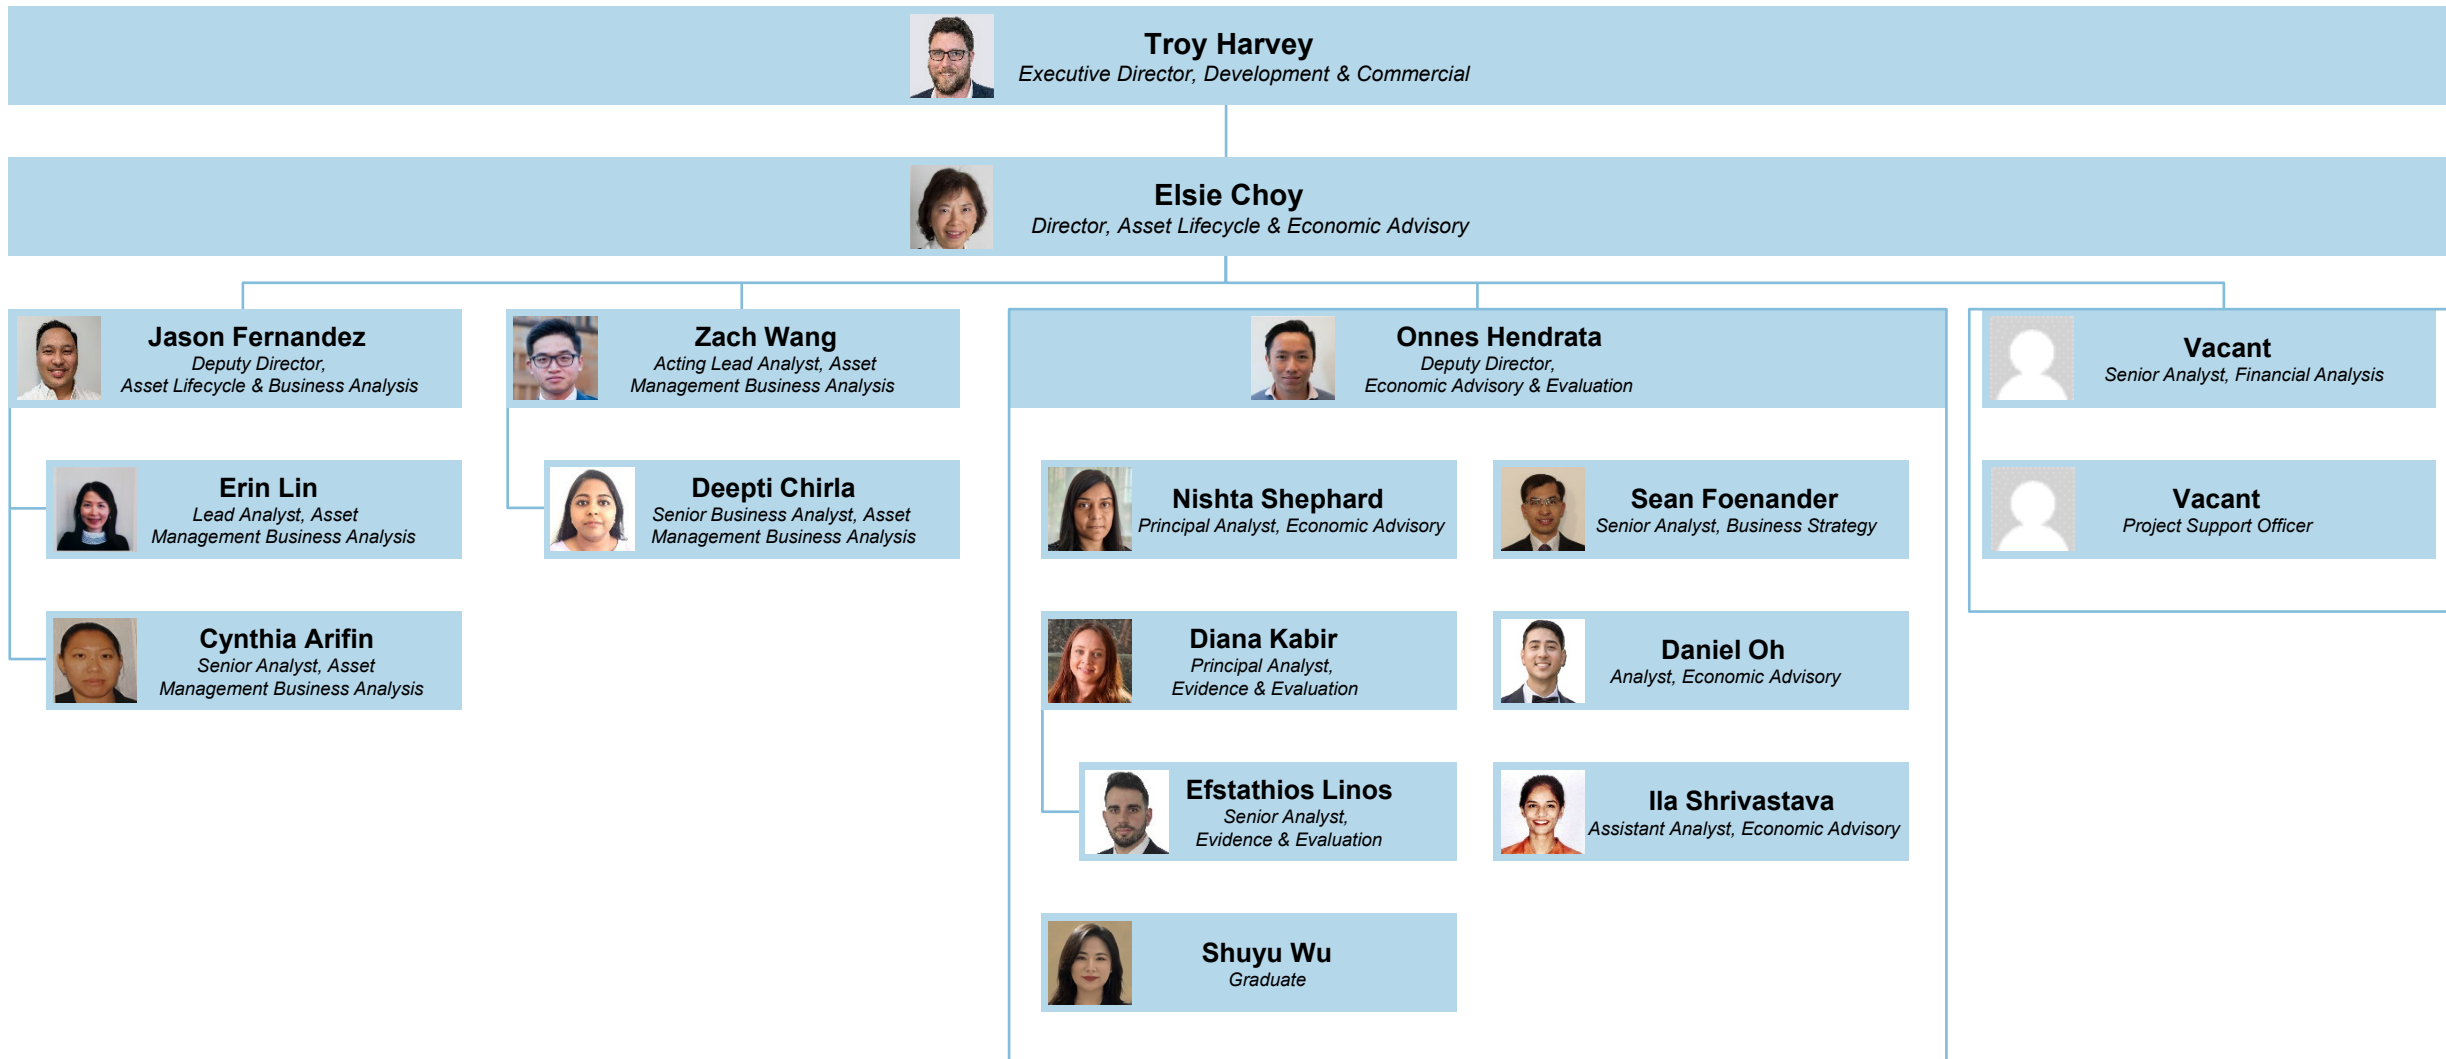 Troy Harvey
Executive Director, Development & Commercial
Elsie Choy
Director, Asset Lifecycle & Economic Advisory
Jason Fernandez
Deputy Director,
Asset Lifecycle & Business Analysis
Erin Lin
Lead Analyst, Asset
Management Business Analysis
Cynthia Arifin
Senior Analyst, Asset
Management Business Analysis
Zach Wang
Acting Lead Analyst, Asset
Management Business Analysis
Deepti Chirla
Senior Business Analyst, Asset
Management Business Analysis
Onnes Hendrata
Deputy Director,
Economic Advisory & Evaluation
Nishta Shephard
Principal Analyst, Economic Advisory
Diana Kabir
Principal Analyst,
Evidence & Evaluation
Efstathios Linos
Senior Analyst,
Evidence & Evaluation
Shuyu Wu
Graduate
Sean Foenander
Senior Analyst, Business Strategy
Daniel Oh
Analyst, Economic Advisory
Ila Shrivastava
Assistant Analyst, Economic Advisory
Vacant
Senior Analyst, Financial Analysis
Vacant
Project Support Officer